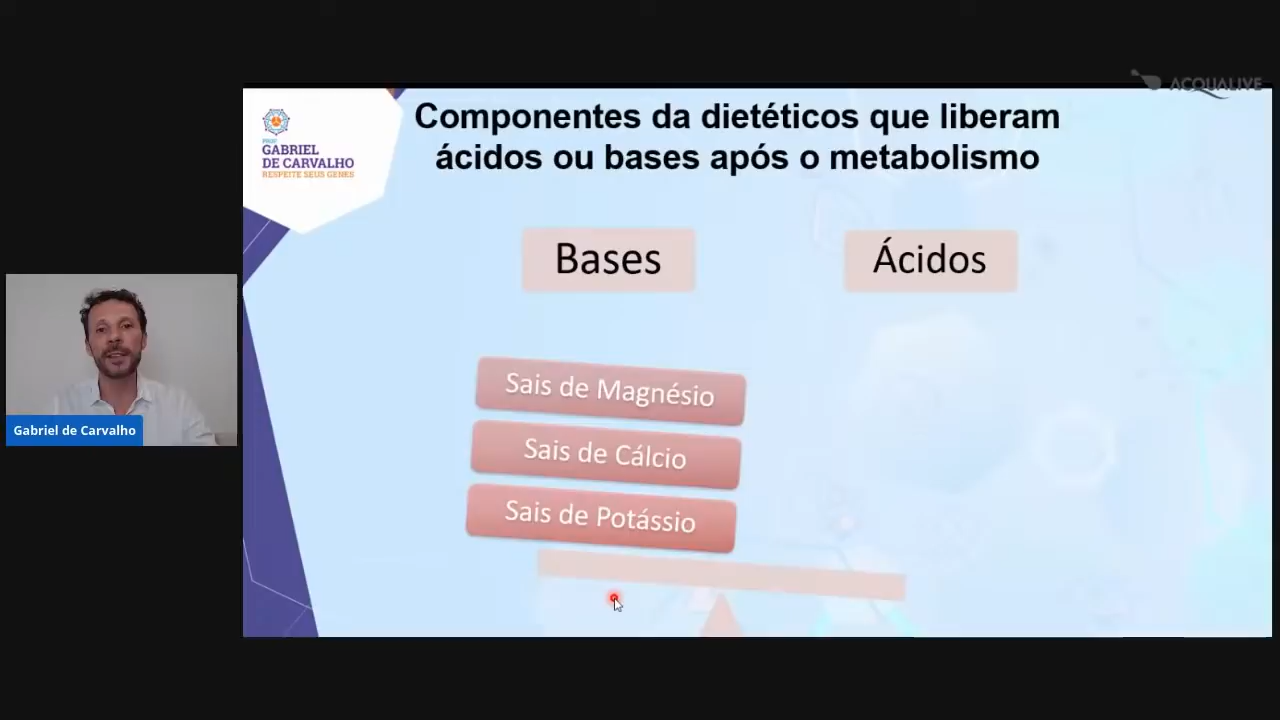 ACQUALIVE
PROF.
GABRIEL
DE CARVALHO
RESPEITE SEUS GENES
Componentes da dietéticos que liberam
ácidos ou bases após o metabolismo
Bases
Ácidos
Sais de Magnésio
Sais de Cálcio
Sais de Potássio
Gabriel de Carvalho